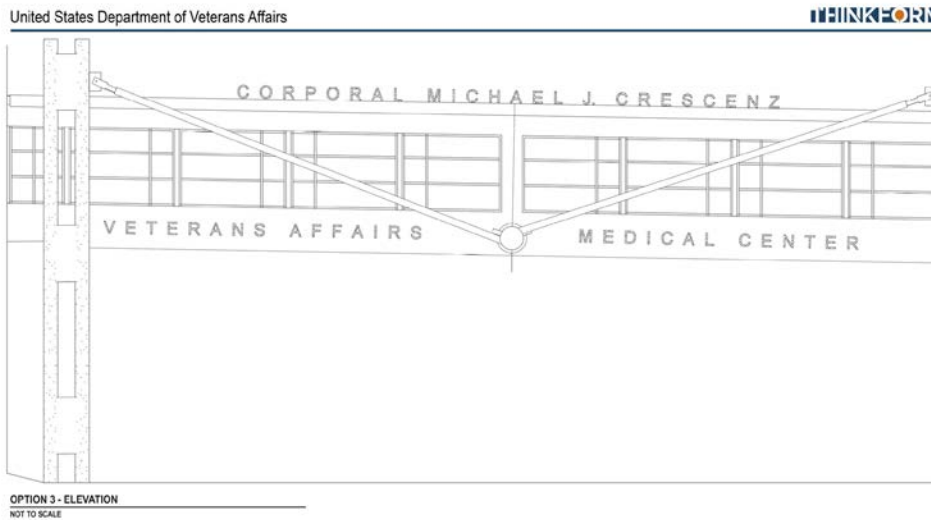 United States Department of Veterans Affairs
THINKFORM
CORPORAL MICHAEL J. CRESCENZ
VETERANS AFFAIRS MEDICAL CENTER
OPTION 3 - ELEVATION
NOT TO SCALE